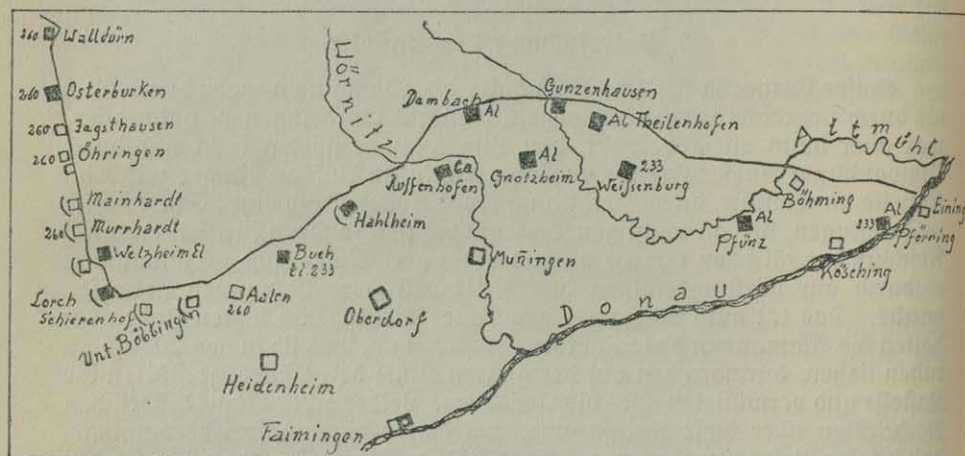 260 Walldürn
260 Osterburken
260 Jagsthausen
260 Öhringen
Mainhardt
260 Murrhardt
Welzheim El
Lorch
Schierenhof
Unt. Böbbingen
Aalen
260
Heidenheim
Buch
El. 233
Hahlheim
Oberdorf
Faimingen
Wörnitz
Dambach
Al
Ca
Ruffenhofen
Muñingen
Al
Gnotzheim
Gunzenhausen
Al Theilenhofen
233
Weissenburg
Altmühl
Al
Pfünz
Böhming
Kösching
Al
233
Pförring
Eining
Donau